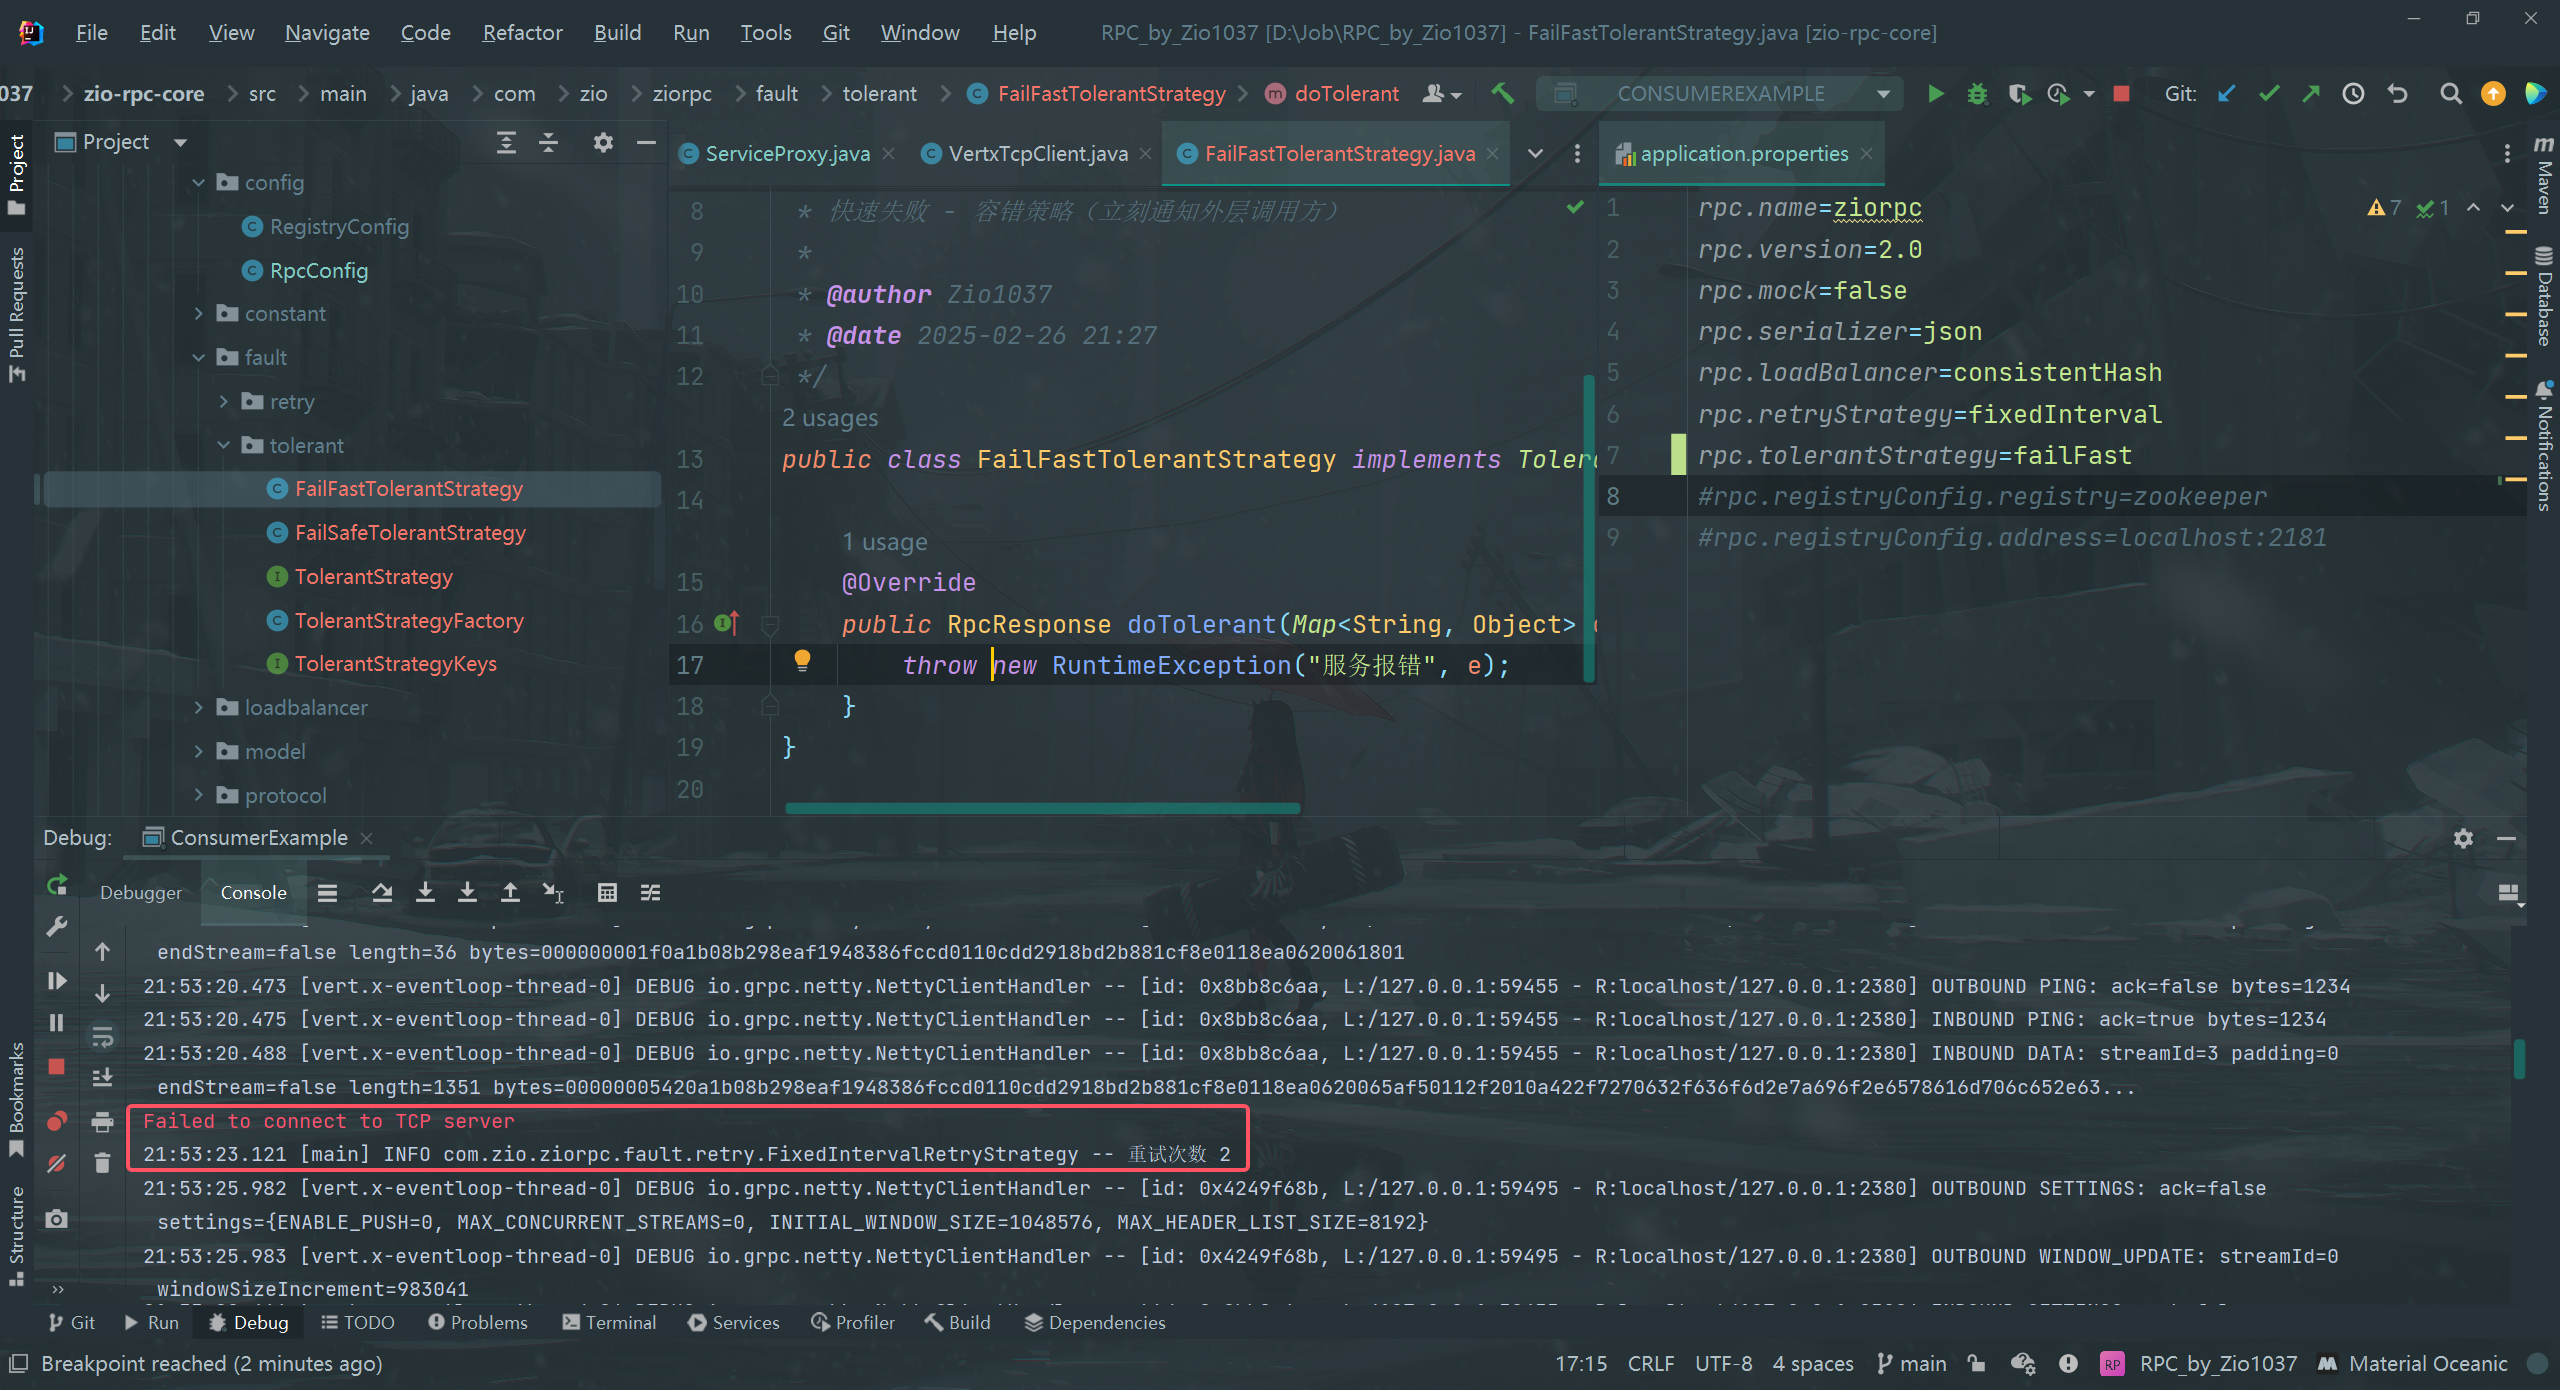 File Edit View Navigate Code Refactor Build Run Tools Git Window Help RPC_by_Zio1037 [D:\Job\RPC_by_Zio1037] - FailFastTolerantStrategy.java [zio-rpc-core]
037 zio-rpc-core src main java com zio ziorpc fault tolerant FailFastTolerantStrategy doTolerant CONSUMEREXAMPLE Git:
Project
Pull Requests
Bookmarks
Structure
Project
config
RegistryConfig
RpcConfig
constant
fault
retry
tolerant
FailFastTolerantStrategy
FailSafeTolerantStrategy
TolerantStrategy
TolerantStrategyFactory
TolerantStrategyKeys
loadbalancer
model
protocol
ServiceProxy.java VertxTcpClient.java FailFastTolerantStrategy.java
8 * 快速失败 - 容错策略（立刻通知外层调用方）
9 *
10 * @author Zio1037
11 * @date 2025-02-26 21:27
12 */
2 usages
13 public class FailFastTolerantStrategy implements Toler
14
1 usage
15 @Override
16 public RpcResponse doTolerant(Map<String, Object>
17 throw new RuntimeException("服务报错", e);
18 }
19 }
20
application.properties
7 1
1 rpc.name=ziorpc
2 rpc.version=2.0
3 rpc.mock=false
4 rpc.serializer=json
5 rpc.loadBalancer=consistentHash
6 rpc.retryStrategy=fixedInterval
7 rpc.tolerantStrategy=failFast
8 #rpc.registryConfig.registry=zookeeper
9 #rpc.registryConfig.address=localhost:2181
Maven
Database
Notifications
Debug: ConsumerExample
Debugger Console
endStream=false length=36 bytes=000000001f0a1b08b298eaf1948386fccd0110cdd2918bd2b881cf8e0118ea0620061801
21:53:20.473 [vert.x-eventloop-thread-0] DEBUG io.grpc.netty.NettyClientHandler -- [id: 0x8bb8c6aa, L:/127.0.0.1:59455 - R:localhost/127.0.0.1:2380] OUTBOUND PING: ack=false bytes=1234
21:53:20.475 [vert.x-eventloop-thread-0] DEBUG io.grpc.netty.NettyClientHandler -- [id: 0x8bb8c6aa, L:/127.0.0.1:59455 - R:localhost/127.0.0.1:2380] INBOUND PING: ack=true bytes=1234
21:53:20.488 [vert.x-eventloop-thread-0] DEBUG io.grpc.netty.NettyClientHandler -- [id: 0x8bb8c6aa, L:/127.0.0.1:59455 - R:localhost/127.0.0.1:2380] INBOUND DATA: streamId=3 padding=0
endStream=false length=1351 bytes=00000005420a1b08b298eaf1948386fccd0110cdd2918bd2b881cf8e0118ea0620065af50112f2010a422f7270632f636f6d2e7a696f2e6578616d706c652e63...
Failed to connect to TCP server
21:53:23.121 [main] INFO com.zio.ziorpc.fault.retry.FixedIntervalRetryStrategy -- 重试次数 2
21:53:25.982 [vert.x-eventloop-thread-0] DEBUG io.grpc.netty.NettyClientHandler -- [id: 0x4249f68b, L:/127.0.0.1:59495 - R:localhost/127.0.0.1:2380] OUTBOUND SETTINGS: ack=false
settings={ENABLE_PUSH=0, MAX_CONCURRENT_STREAMS=0, INITIAL_WINDOW_SIZE=1048576, MAX_HEADER_LIST_SIZE=8192}
21:53:25.983 [vert.x-eventloop-thread-0] DEBUG io.grpc.netty.NettyClientHandler -- [id: 0x4249f68b, L:/127.0.0.1:59495 - R:localhost/127.0.0.1:2380] OUTBOUND WINDOW_UPDATE: streamId=0
windowSizeIncrement=983041
Git Run Debug TODO Problems Terminal Services Profiler Build Dependencies
Breakpoint reached (2 minutes ago) 17:15 CRLF UTF-8 4 spaces main RP RPC_by_Zio1037 Material Oceanic